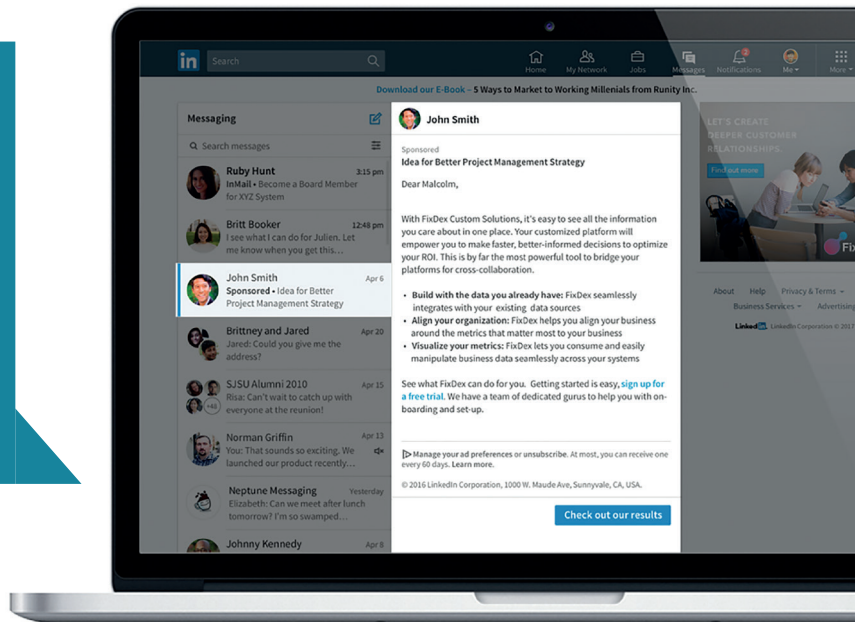 in
Search
Home
My Network
Jobs
Messages
3
Notifications
Me
More
Download our E-Book – 5 Ways to Market to Working Millenials from Runity Inc.
Messaging
Search messages
Ruby Hunt 3:15 pm
InMail • Become a Board Member
for XYZ System
Britt Booker 12:48 pm
I see what I can do for Julien. Let
me know when you get this…
John Smith Apr 6
Sponsored • Idea for Better
Project Management Strategy
Brittney and Jared Apr 20
Jared: Could you give me the
address?
SJSU Alumni 2010 Apr 15
Risa: Can't wait to catch up with
everyone at the reunion!
+48
Norman Griffin Apr 13
You: That sounds so exciting. We
launched our product recently…
Neptune Messaging Yesterday
Elizabeth: Can we meet after lunch
tomorrow? I'm so swamped…
Johnny Kennedy Apr 8
John Smith
Sponsored
Idea for Better Project Management Strategy
Dear Malcolm,
With FixDex Custom Solutions, it's easy to see all the information
you care about in one place. Your customized platform will
empower you to make faster, better-informed decisions to optimize
your ROI. This is by far the most powerful tool to bridge your
platforms for cross-collaboration.
• Build with the data you already have: FixDex seamlessly
integrates with your existing data sources
• Align your organization: FixDex helps you align your business
around the metrics that matter most to your business
• Visualize your metrics: FixDex lets you consume and easily
manipulate business data seamlessly across your systems
See what FixDex can do for you. Getting started is easy, sign up for
a free trial. We have a team of dedicated gurus to help you with on-
boarding and set-up.
Manage your ad preferences or unsubscribe. At most, you can receive one
every 60 days. Learn more.
© 2016 LinkedIn Corporation, 1000 W. Maude Ave, Sunnyvale, CA, USA.
Check out our results
LET'S CREATE
DEEPER CUSTOMER
RELATIONSHIPS.
Find out more
Fix
About Help Privacy & Terms
Business Services Advertising
Linked in LinkedIn Corporation © 2017